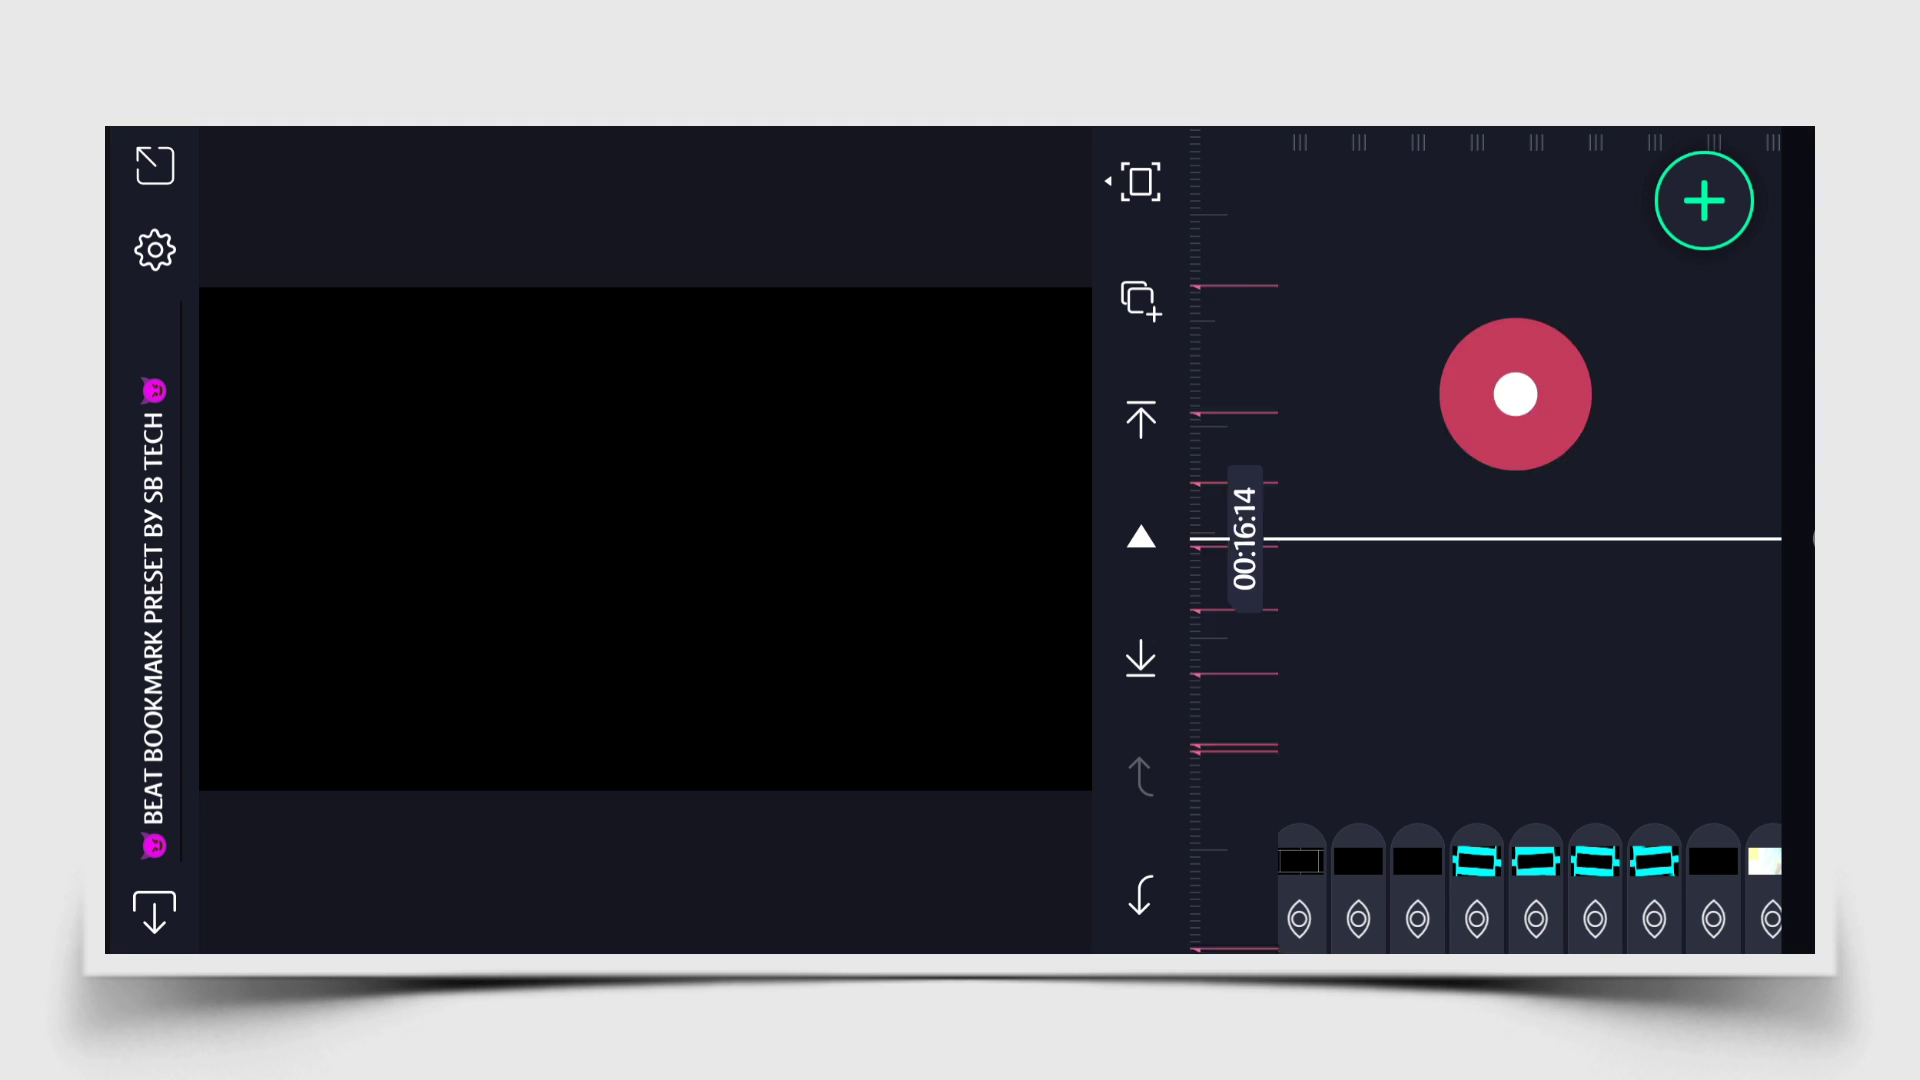 😈 BEAT BOOKMARK PRESET BY SB TECH 😈
00:16:14